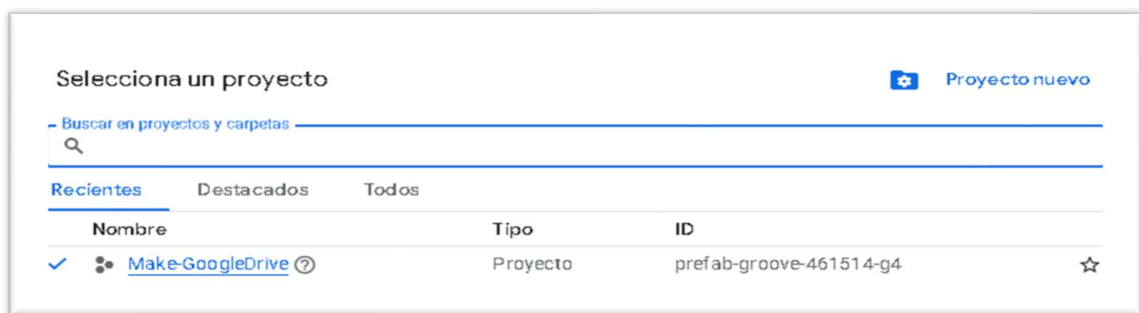 Selecciona un proyecto
Proyecto nuevo
Buscar en proyectos y carpetas
Recientes Destacados Todos
Nombre Tipo ID
Make-GoogleDrive Proyecto prefab-groove-461514-g4